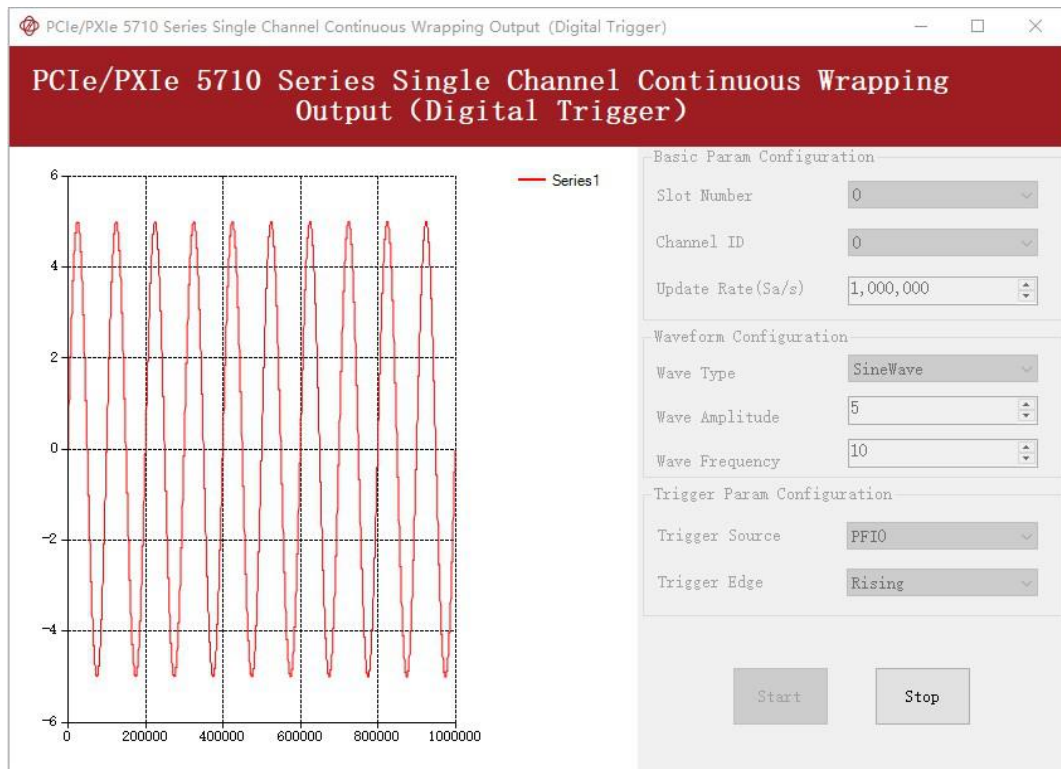 PCIe/PXIe 5710 Series Single Channel Continuous Wrapping Output (Digital Trigger)
PCIe/PXIe 5710 Series Single Channel Continuous Wrapping
Output (Digital Trigger)
6
4
2
0
-2
-4
-6
0 200000 400000 600000 800000 1000000
Series1
Basic Param Configuration
Slot Number 0
Channel ID 0
Update Rate(Sa/s) 1,000,000
Waveform Configuration
Wave Type SineWave
Wave Amplitude 5
Wave Frequency 10
Trigger Param Configuration
Trigger Source PFI0
Trigger Edge Rising
Start Stop